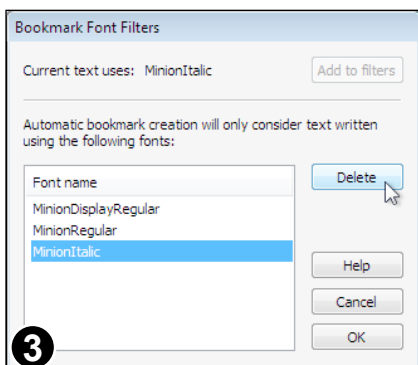 Bookmark Font Filters
Current text uses: MinionItalic
Add to filters
Automatic bookmark creation will only consider text written
using the following fonts:
Font name
Delete
MinionDisplayRegular
MinionRegular
MinionItalic
Help
Cancel
OK
3